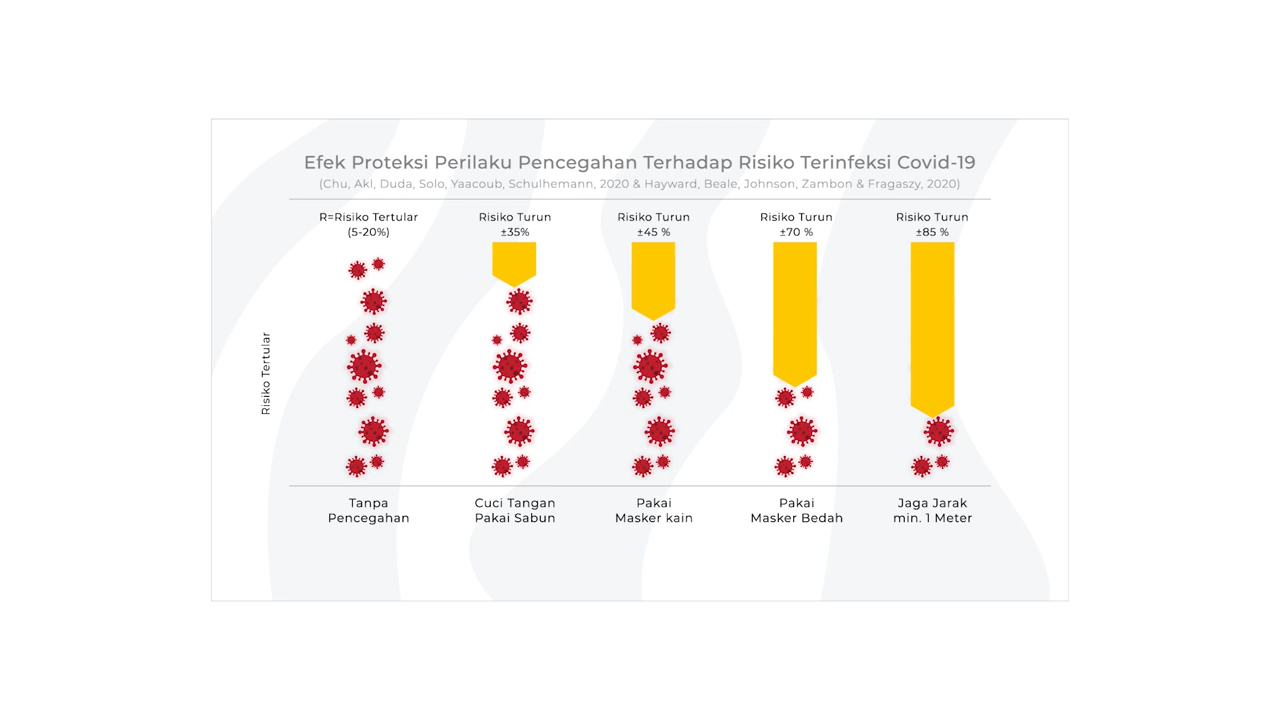 Efek Proteksi Perilaku Pencegahan Terhadap Risiko Terinfeksi Covid-19
(Chu, Akl, Duda, Solo, Yaacoub, Schulhemann, 2020 & Hayward, Beale, Johnson, Zambon & Fragaszy, 2020)
R=Risiko Tertular
(5-20%)
Risiko Turun
±35%
Risiko Turun
±45 %
Risiko Turun
±70 %
Risiko Turun
±85 %
Risiko Tertular
Tanpa
Pencegahan
Cuci Tangan
Pakai Sabun
Pakai
Masker kain
Pakai
Masker Bedah
Jaga Jarak
min. 1 Meter